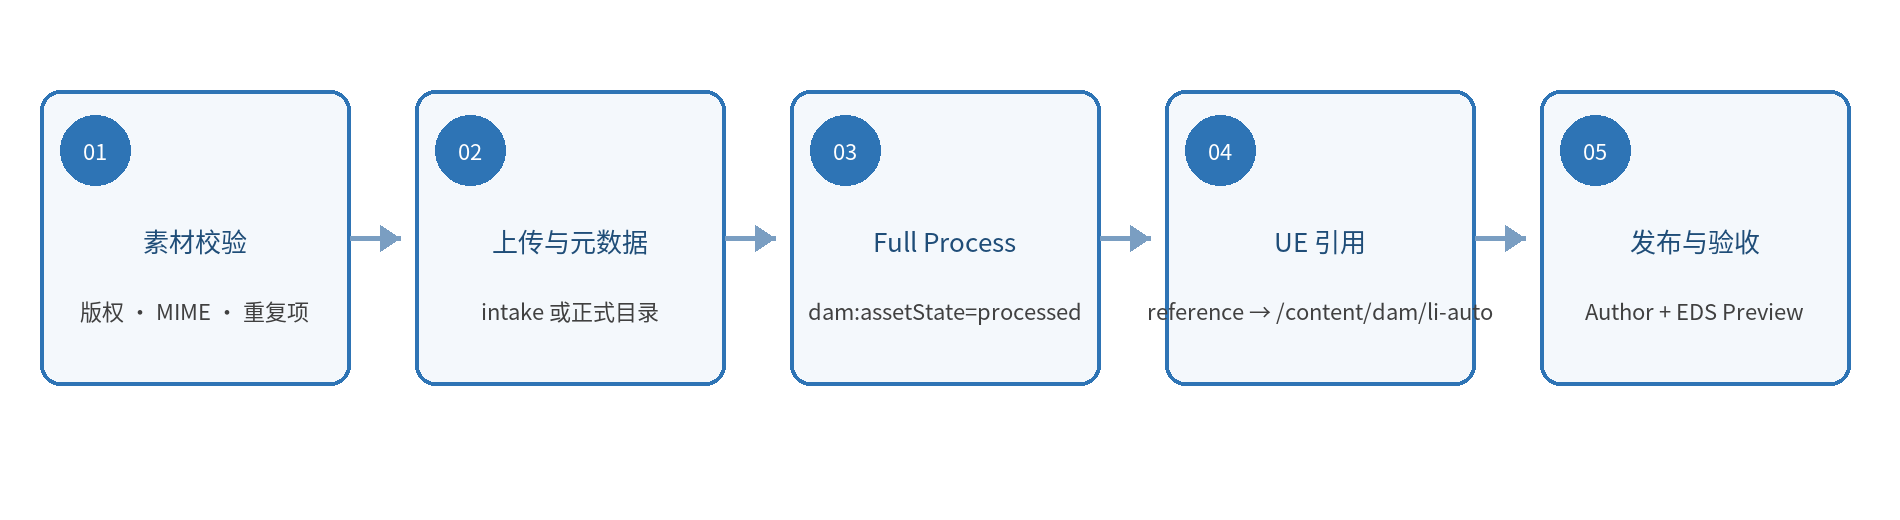 01
素材校验
版权 · MIME · 重复项
02
上传与元数据
intake 或正式目录
03
Full Process
dam:assetState=processed
04
UE 引用
reference → /content/dam/li-auto
05
发布与验收
Author + EDS Preview